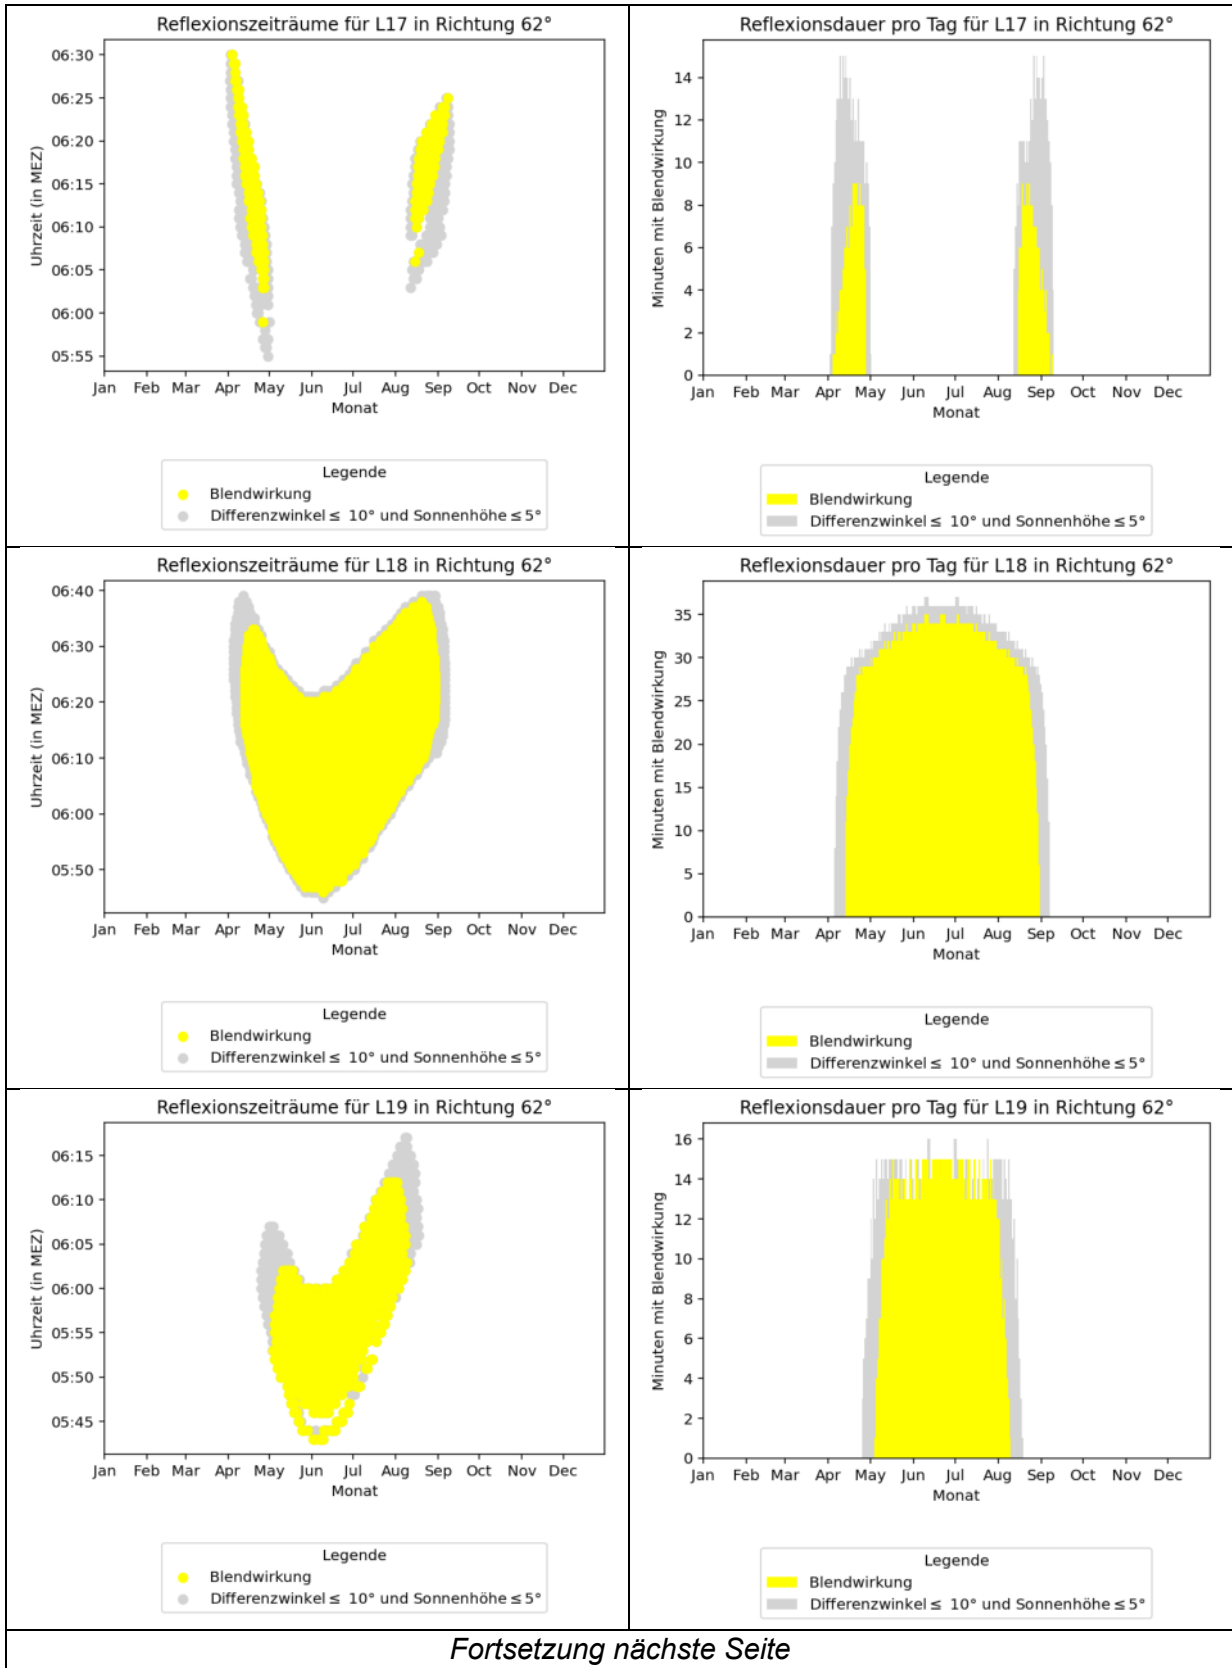 Reflexionszeiträume für L17 in Richtung 62°
Uhrzeit (in MEZ)
06:30
06:25
06:20
06:15
06:10
06:05
06:00
05:55
Jan Feb Mar Apr May Jun Jul Aug Sep Oct Nov Dec
Monat
Legende
Blendwirkung
Differenzwinkel ≤ 10° und Sonnenhöhe ≤ 5°
Reflexionsdauer pro Tag für L17 in Richtung 62°
Minuten mit Blendwirkung
14
12
10
8
6
4
2
0
Jan Feb Mar Apr May Jun Jul Aug Sep Oct Nov Dec
Monat
Legende
Blendwirkung
Differenzwinkel ≤ 10° und Sonnenhöhe ≤ 5°
Reflexionszeiträume für L18 in Richtung 62°
Uhrzeit (in MEZ)
06:40
06:30
06:20
06:10
06:00
05:50
Jan Feb Mar Apr May Jun Jul Aug Sep Oct Nov Dec
Monat
Legende
Blendwirkung
Differenzwinkel ≤ 10° und Sonnenhöhe ≤ 5°
Reflexionsdauer pro Tag für L18 in Richtung 62°
Minuten mit Blendwirkung
35
30
25
20
15
10
5
0
Jan Feb Mar Apr May Jun Jul Aug Sep Oct Nov Dec
Monat
Legende
Blendwirkung
Differenzwinkel ≤ 10° und Sonnenhöhe ≤ 5°
Reflexionszeiträume für L19 in Richtung 62°
Uhrzeit (in MEZ)
06:15
06:10
06:05
06:00
05:55
05:50
05:45
Jan Feb Mar Apr May Jun Jul Aug Sep Oct Nov Dec
Monat
Legende
Blendwirkung
Differenzwinkel ≤ 10° und Sonnenhöhe ≤ 5°
Reflexionsdauer pro Tag für L19 in Richtung 62°
Minuten mit Blendwirkung
16
14
12
10
8
6
4
2
0
Jan Feb Mar Apr May Jun Jul Aug Sep Oct Nov Dec
Monat
Legende
Blendwirkung
Differenzwinkel ≤ 10° und Sonnenhöhe ≤ 5°
Fortsetzung nächste Seite